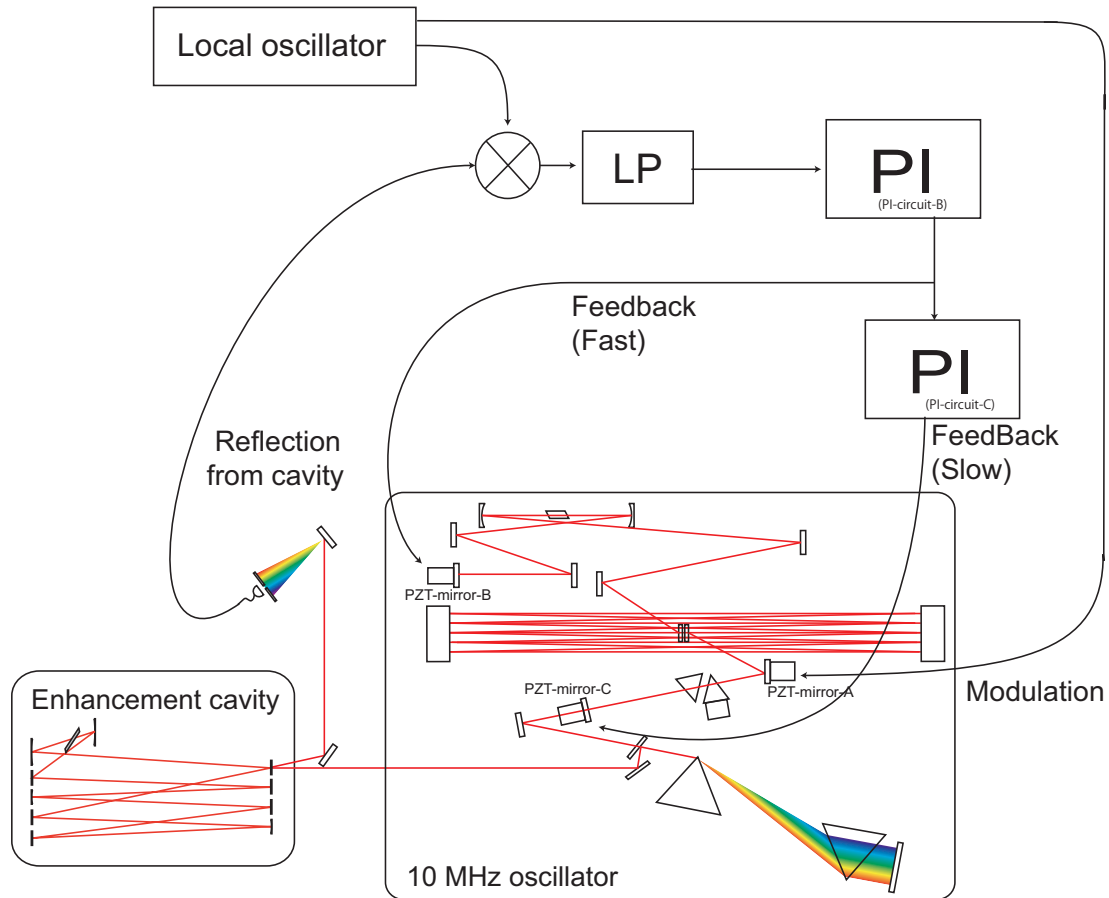 Local oscillator
LP
PI
(PI-circuit-B)
Feedback
(Fast)
PI
(PI-circuit-C)
FeedBack
(Slow)
Reflection
from cavity
PZT-mirror-B
PZT-mirror-C
PZT-mirror-A
Modulation
Enhancement cavity
10 MHz oscillator